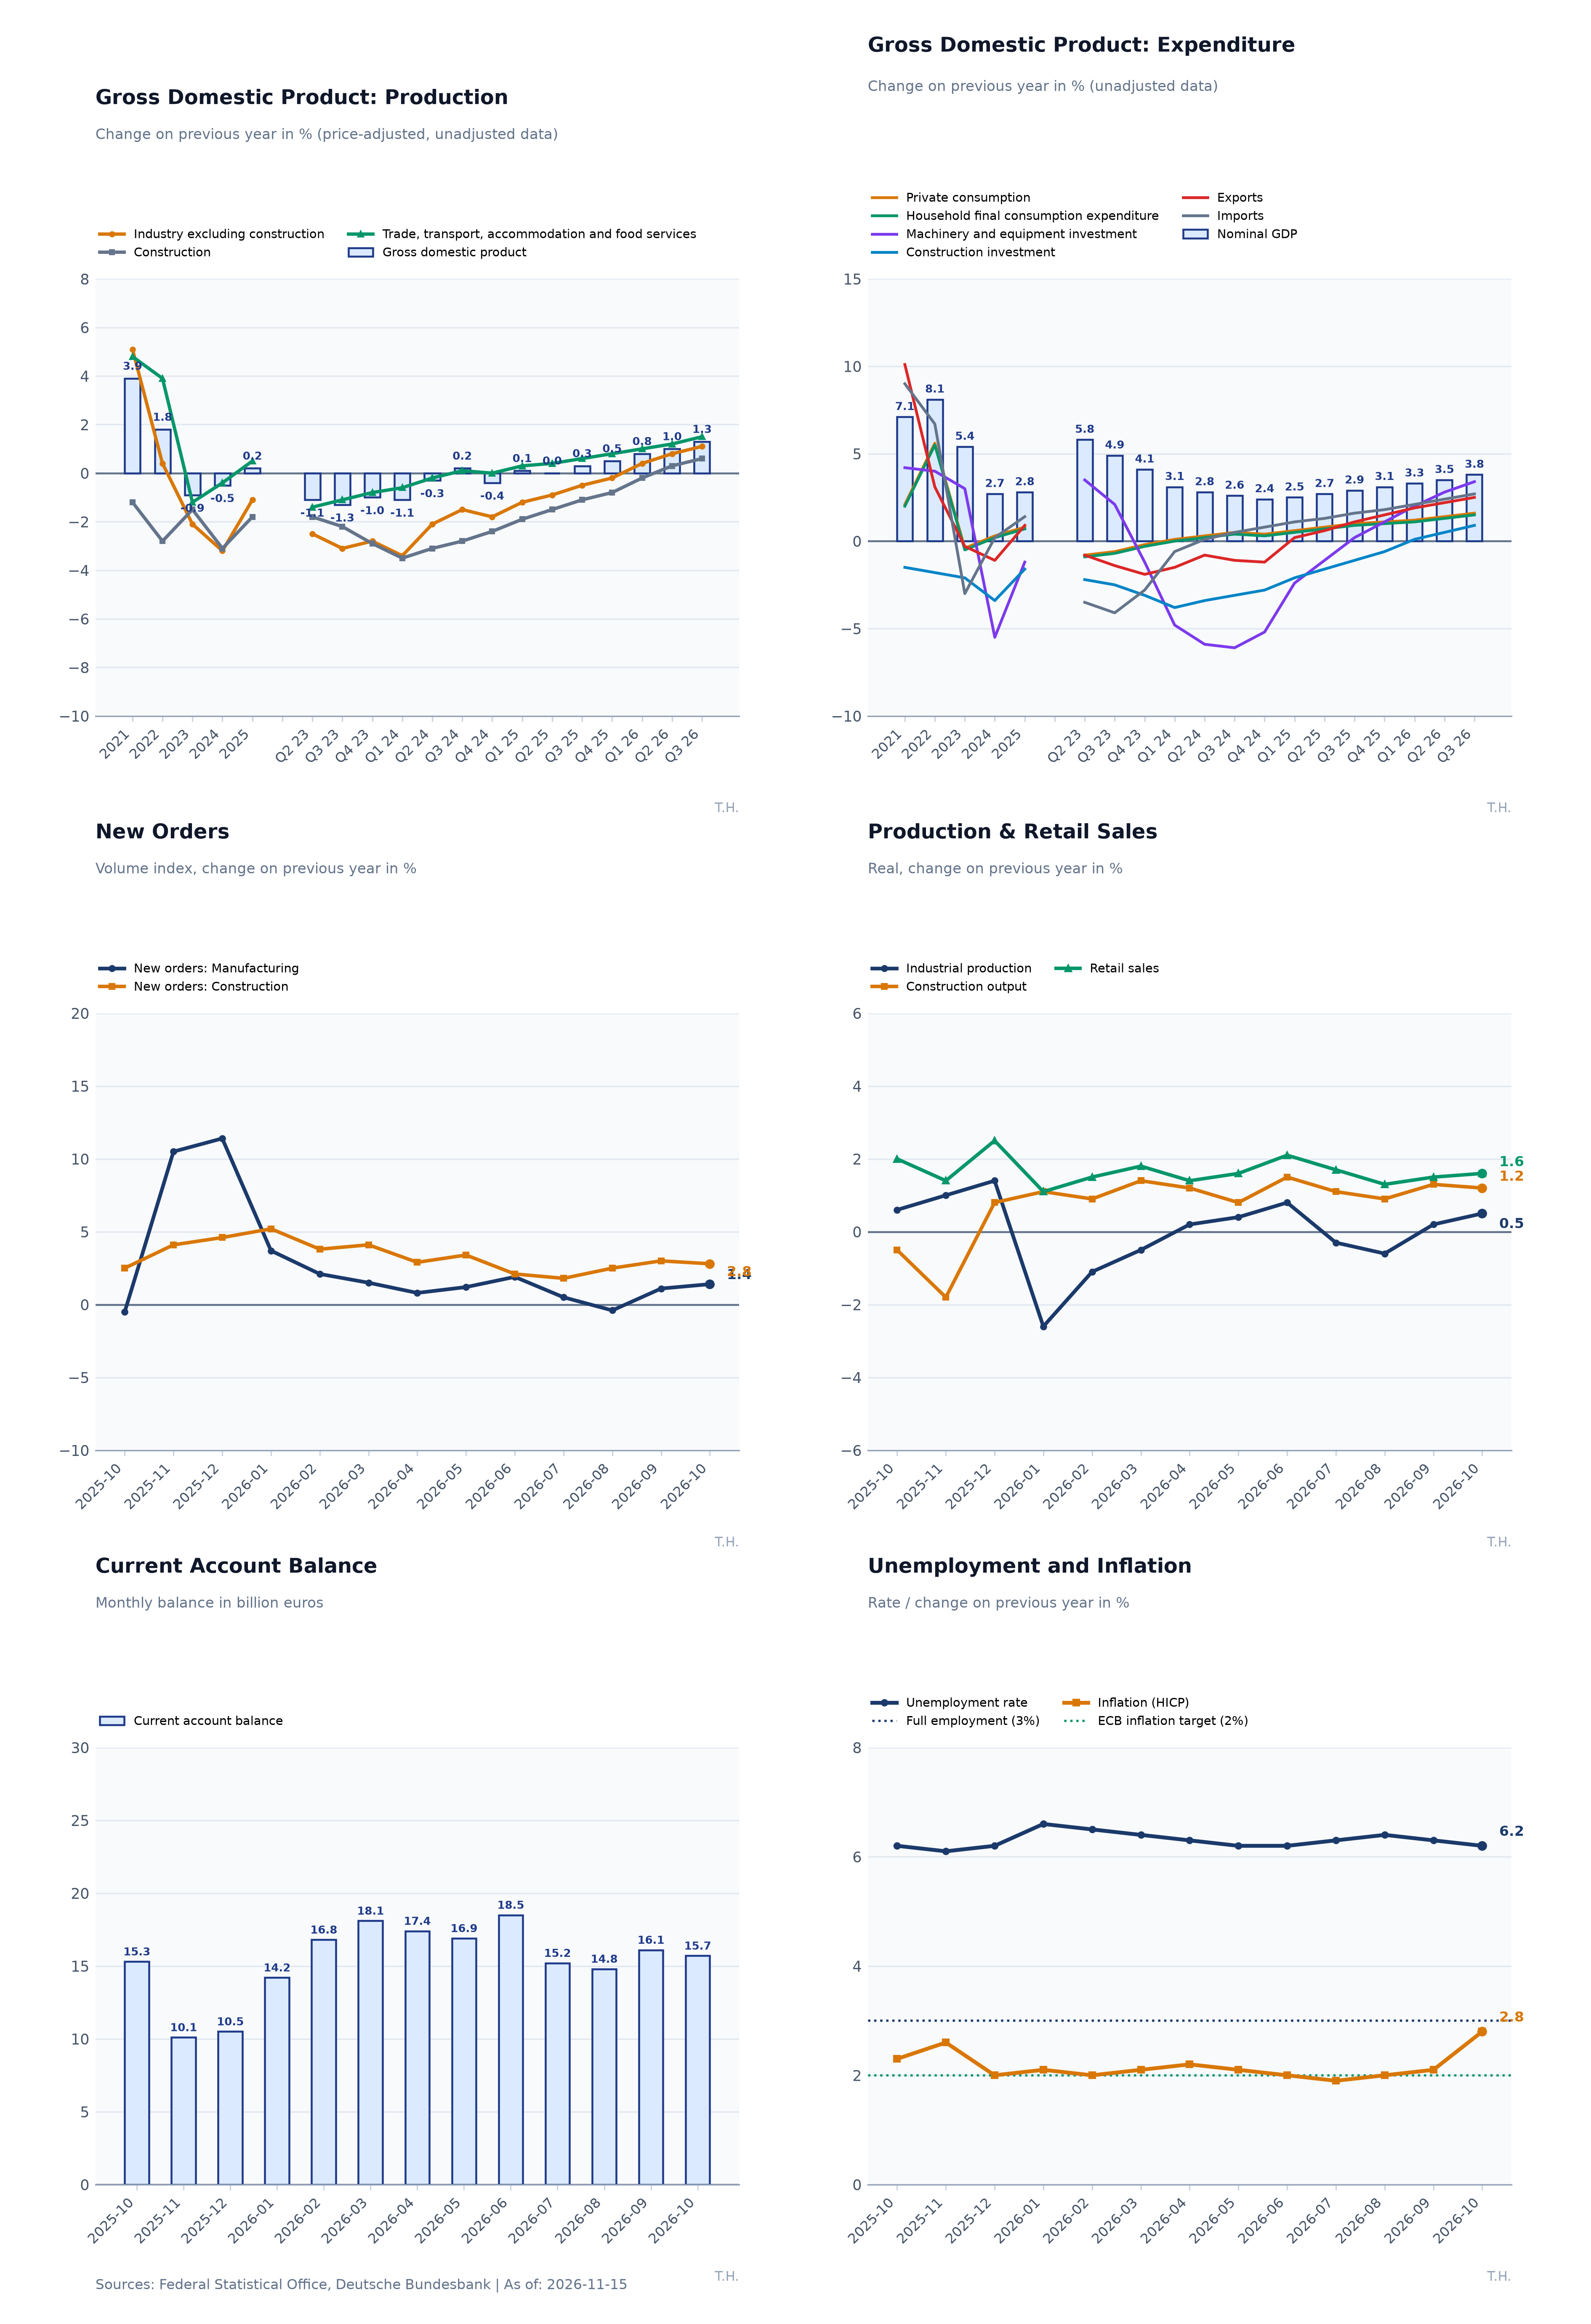 Gross Domestic Product: Production
Change on previous year in % (price-adjusted, unadjusted data)
Industry excluding construction
Construction
Trade, transport, accommodation and food services
Gross domestic product
8
6
4
2
0
−2
−4
−6
−8
−10
3.9
1.8
-0.9
-0.5
0.2
-1.1
-1.3
-1.0
-1.1
-0.3
0.2
-0.4
0.1
0.0
0.3
0.5
0.8
1.0
1.3
2021
2022
2023
2024
2025
Q2 23
Q3 23
Q4 23
Q1 24
Q2 24
Q3 24
Q4 24
Q1 25
Q2 25
Q3 25
Q4 25
Q1 26
Q2 26
Q3 26
T.H.
Gross Domestic Product: Expenditure
Change on previous year in % (unadjusted data)
Private consumption
Household final consumption expenditure
Machinery and equipment investment
Construction investment
Exports
Imports
Nominal GDP
15
10
5
0
−5
−10
7.1
8.1
5.4
2.7
2.8
5.8
4.9
4.1
3.1
2.8
2.6
2.4
2.5
2.7
2.9
3.1
3.3
3.5
3.8
2021
2022
2023
2024
2025
Q2 23
Q3 23
Q4 23
Q1 24
Q2 24
Q3 24
Q4 24
Q1 25
Q2 25
Q3 25
Q4 25
Q1 26
Q2 26
Q3 26
T.H.
New Orders
Volume index, change on previous year in %
New orders: Manufacturing
New orders: Construction
20
15
10
5
0
−5
−10
2.8
1.4
2025-10
2025-11
2025-12
2026-01
2026-02
2026-03
2026-04
2026-05
2026-06
2026-07
2026-08
2026-09
2026-10
T.H.
Production & Retail Sales
Real, change on previous year in %
Industrial production
Construction output
Retail sales
6
4
2
0
−2
−4
−6
1.6
1.2
0.5
2025-10
2025-11
2025-12
2026-01
2026-02
2026-03
2026-04
2026-05
2026-06
2026-07
2026-08
2026-09
2026-10
T.H.
Current Account Balance
Monthly balance in billion euros
Current account balance
30
25
20
15
10
5
0
15.3
10.1
10.5
14.2
16.8
18.1
17.4
16.9
18.5
15.2
14.8
16.1
15.7
2025-10
2025-11
2025-12
2026-01
2026-02
2026-03
2026-04
2026-05
2026-06
2026-07
2026-08
2026-09
2026-10
T.H.
Unemployment and Inflation
Rate / change on previous year in %
Unemployment rate
Full employment (3%)
Inflation (HICP)
ECB inflation target (2%)
8
6
4
2
0
6.2
2.8
2025-10
2025-11
2025-12
2026-01
2026-02
2026-03
2026-04
2026-05
2026-06
2026-07
2026-08
2026-09
2026-10
T.H.
Sources: Federal Statistical Office, Deutsche Bundesbank | As of: 2026-11-15